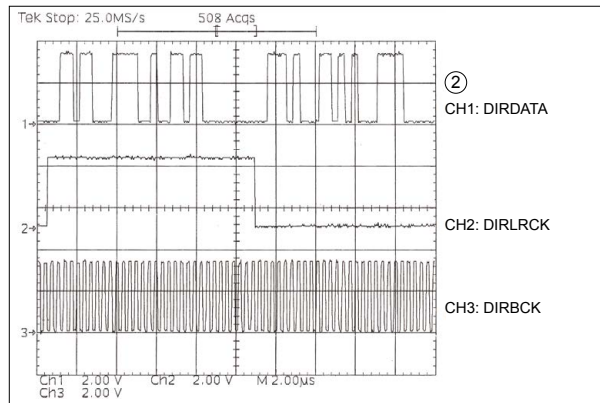 Tek Stop: 25.0MS/s 508 Acqs
②
CH1: DIRDATA
1→
CH2: DIRLRCK
2→
CH3: DIRBCK
3→
Ch1 2.00 V Ch2 2.00 V M 2.00µs
Ch3 2.00 V